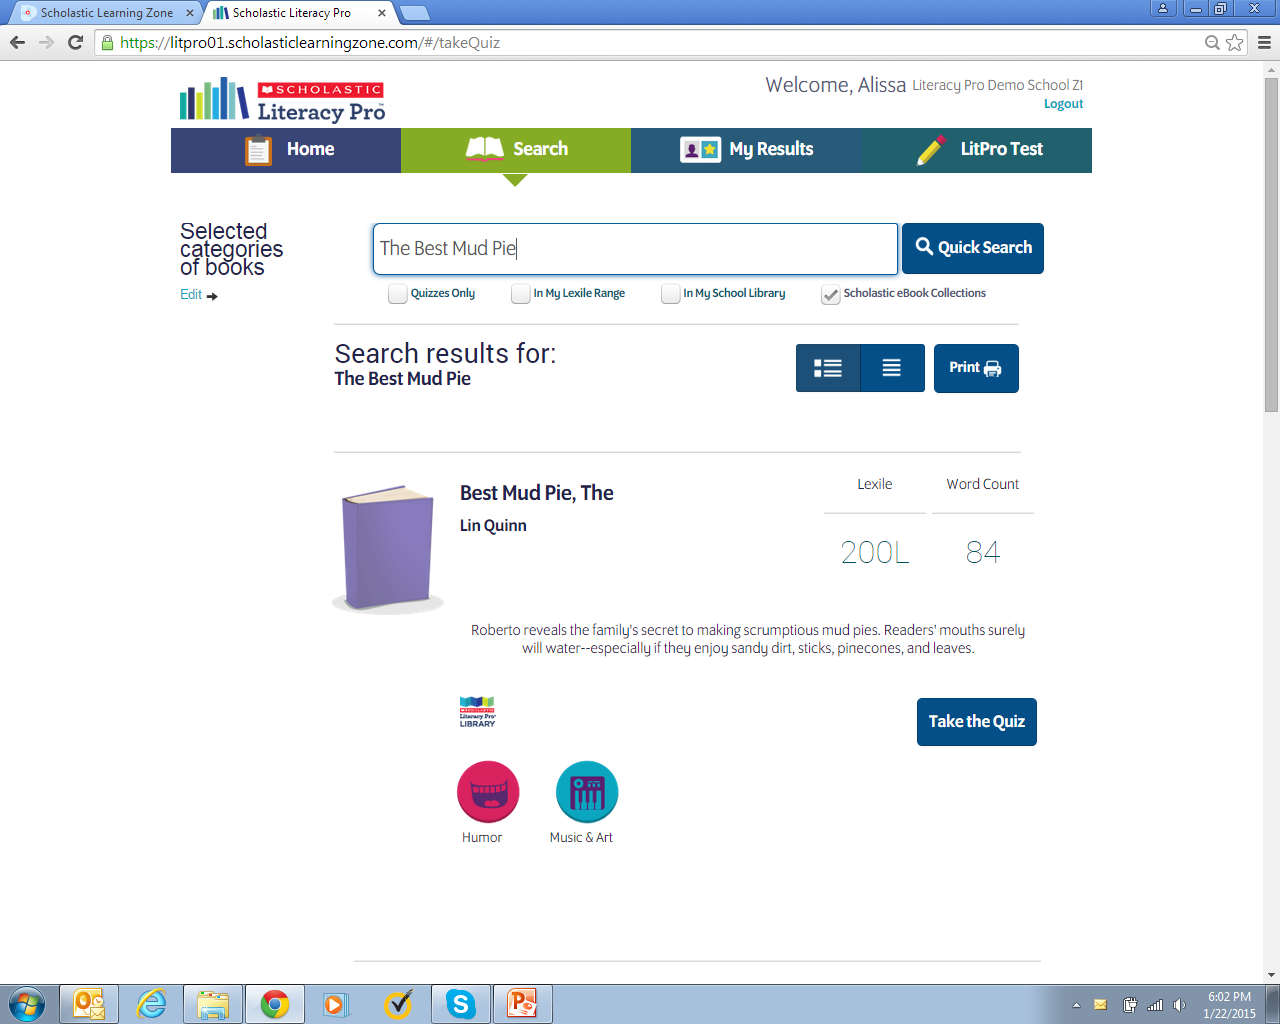 Scholastic Learning Zone
Scholastic Literacy Pro
https://litpro01.scholasticlearningzone.com/#/takeQuiz
SCHOLASTIC
Literacy Pro
Welcome, Alissa Literacy Pro Demo School Z1
Logout
Home
Search
My Results
LitPro Test
Selected
categories
of books
Edit
The Best Mud Pie
Quick Search
Quizzes Only
In My Lexile Range
In My School Library
Scholastic eBook Collections
Search results for:
The Best Mud Pie
Print
Best Mud Pie, The
Lin Quinn
Lexile
Word Count
200L
84
Roberto reveals the family's secret to making scrumptious mud pies. Readers' mouths surely
will water--especially if they enjoy sandy dirt, sticks, pinecones, and leaves.
SCHOLASTIC
Literacy Pro
LIBRARY
Take the Quiz
Humor
Music & Art
6:02 PM
1/22/2015